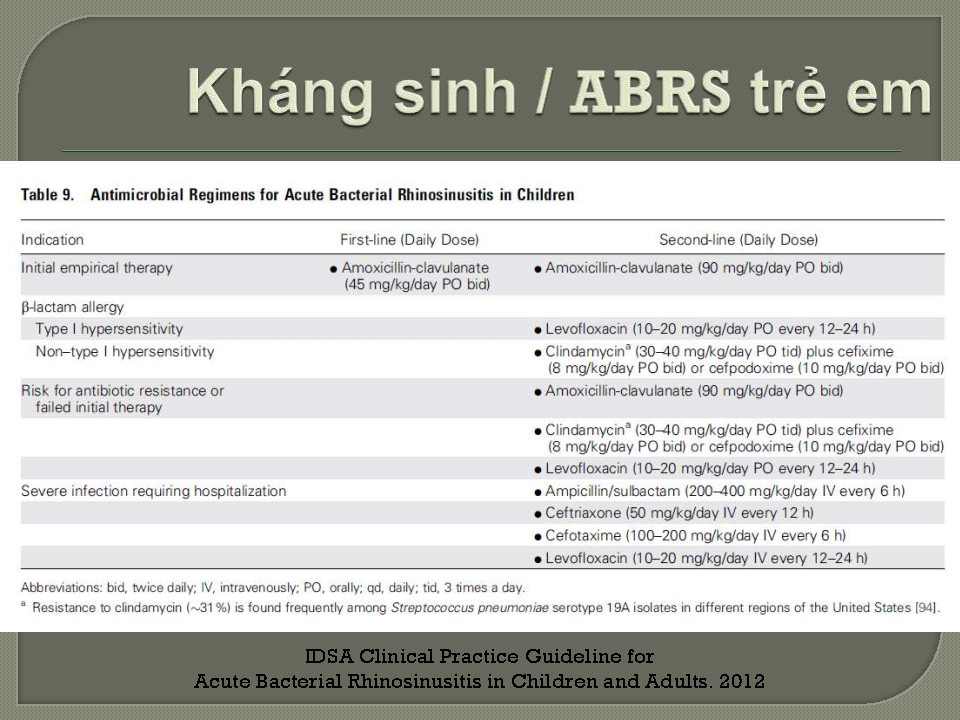 Kháng sinh / ABRS trẻ em
Table 9. Antimicrobial Regimens for Acute Bacterial Rhinosinusitis in Children
Indication First-line (Daily Dose) Second-line (Daily Dose)
Initial empirical therapy ● Amoxicillin-clavulanate ● Amoxicillin-clavulanate (90 mg/kg/day PO bid)
(45 mg/kg/day PO bid)
β-lactam allergy
Type I hypersensitivity ● Levofloxacin (10–20 mg/kg/day PO every 12–24 h)
Non–type I hypersensitivity ● Clindamycinᵃ (30–40 mg/kg/day PO tid) plus cefixime
(8 mg/kg/day PO bid) or cefpodoxime (10 mg/kg/day PO bid)
Risk for antibiotic resistance or ● Amoxicillin-clavulanate (90 mg/kg/day PO bid)
failed initial therapy
● Clindamycinᵃ (30–40 mg/kg/day PO tid) plus cefixime
(8 mg/kg/day PO bid) or cefpodoxime (10 mg/kg/day PO bid)
● Levofloxacin (10–20 mg/kg/day PO every 12–24 h)
Severe infection requiring hospitalization ● Ampicillin/sulbactam (200–400 mg/kg/day IV every 6 h)
● Ceftriaxone (50 mg/kg/day IV every 12 h)
● Cefotaxime (100–200 mg/kg/day IV every 6 h)
● Levofloxacin (10–20 mg/kg/day IV every 12–24 h)
Abbreviations: bid, twice daily; IV, intravenously; PO, orally; qd, daily; tid, 3 times a day.
ᵃ Resistance to clindamycin (~31%) is found frequently among Streptococcus pneumoniae serotype 19A isolates in different regions of the United States [94].
IDSA Clinical Practice Guideline for
Acute Bacterial Rhinosinusitis in Children and Adults. 2012